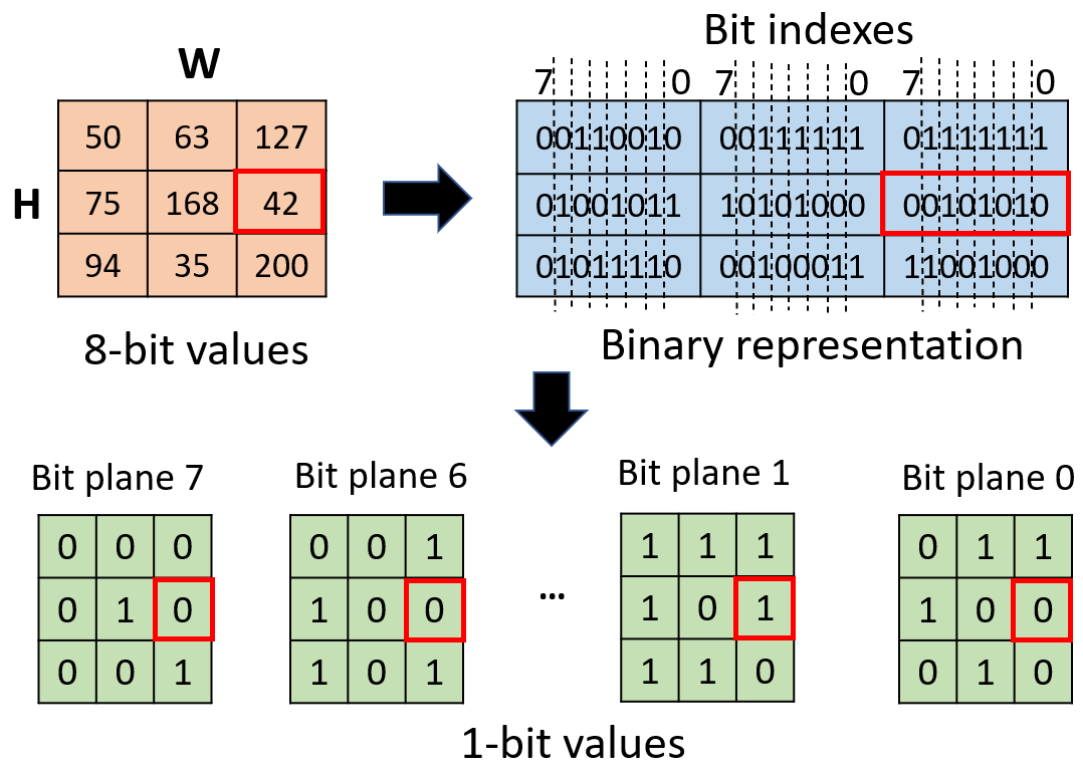 W
Bit indexes
7 0 7 0 7 0
50 63 127
00110010 00111111 01111111
H
75 168 42
01001011 10101000 00101010
94 35 200
01011110 00100011 11001000
8-bit values
Binary representation
Bit plane 7
Bit plane 6
Bit plane 1
Bit plane 0
0 0 0
0 0 1
1 1 1
0 1 1
0 1 0
1 0 0
...
1 0 1
1 0 0
0 0 1
1 0 1
1 1 0
0 1 0
1-bit values